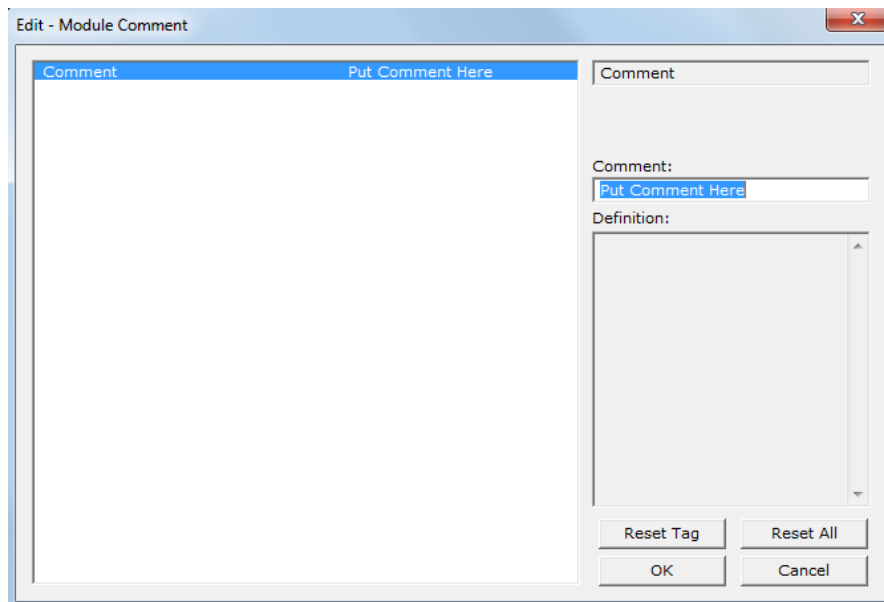 Edit - Module Comment
x
Comment Put Comment Here
Comment
Comment:
Put Comment Here
Definition:
Reset Tag Reset All
OK Cancel